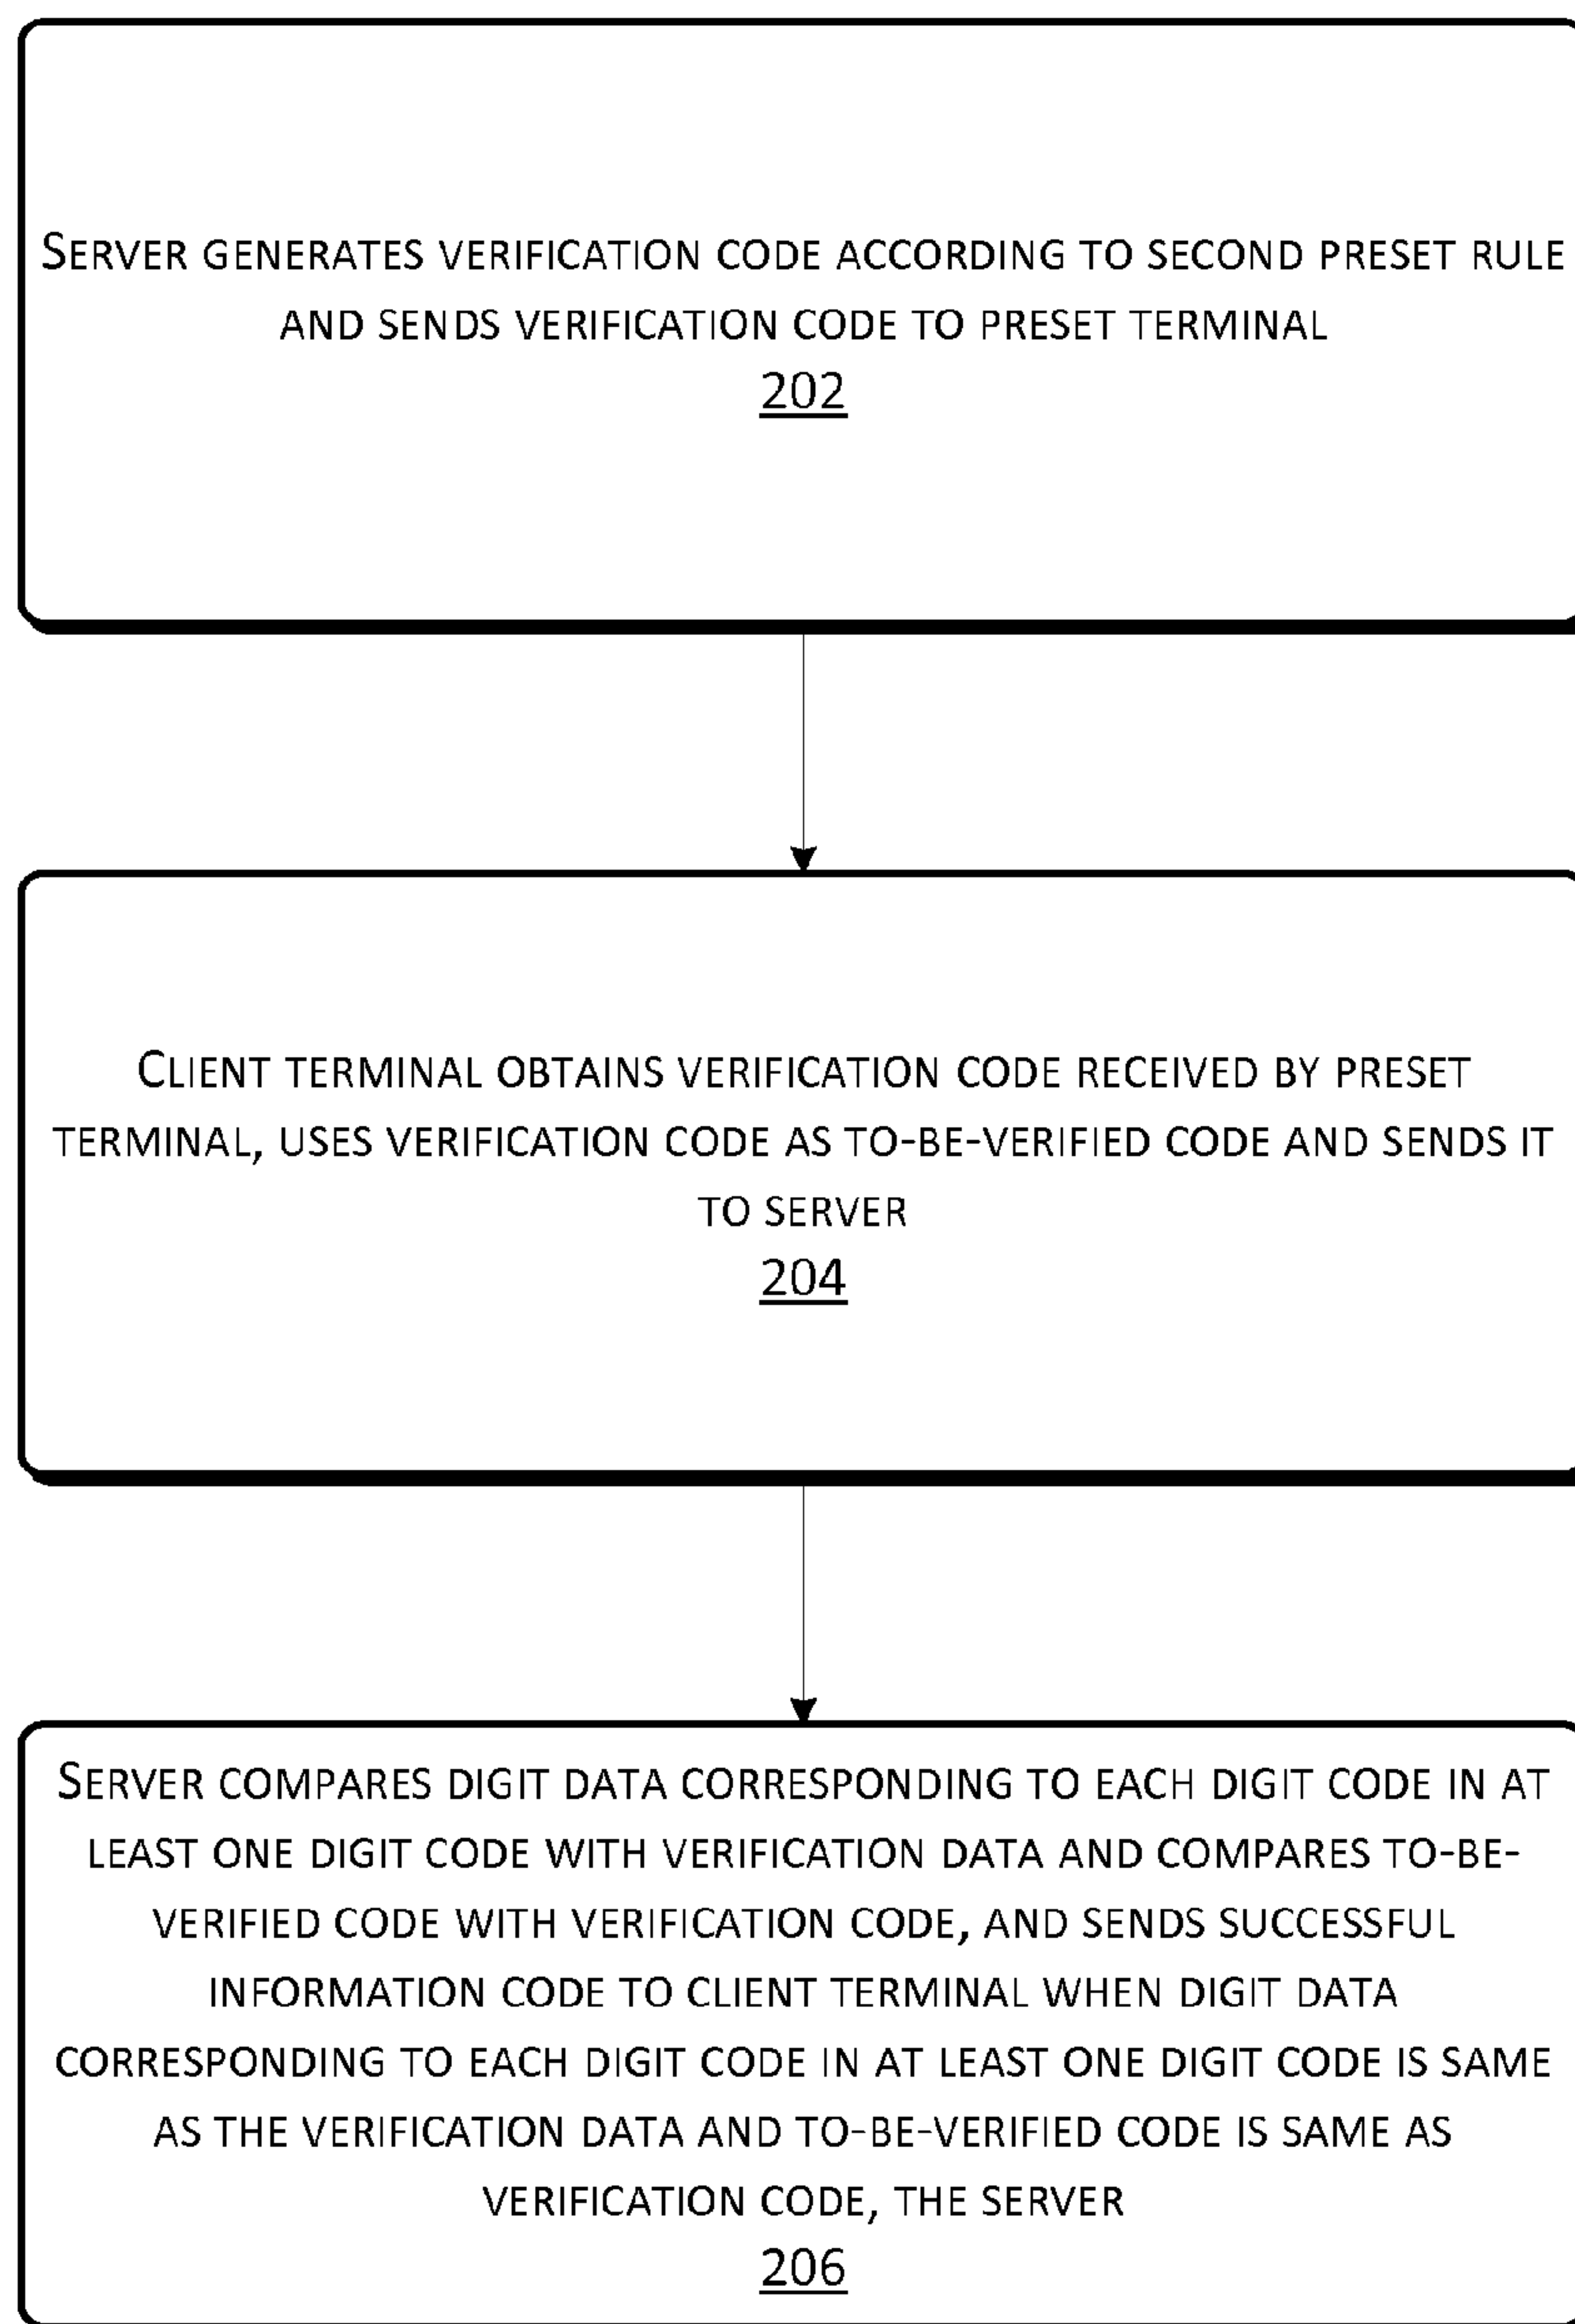 SERVER GENERATES VERIFICATION CODE ACCORDING TO SECOND PRESET RULE
AND SENDS VERIFICATION CODE TO PRESET TERMINAL
202
CLIENT TERMINAL OBTAINS VERIFICATION CODE RECEIVED BY PRESET
TERMINAL, USES VERIFICATION CODE AS TO-BE-VERIFIED CODE AND SENDS IT
TO SERVER
204
SERVER COMPARES DIGIT DATA CORRESPONDING TO EACH DIGIT CODE IN AT
LEAST ONE DIGIT CODE WITH VERIFICATION DATA AND COMPARES TO-BE-
VERIFIED CODE WITH VERIFICATION CODE, AND SENDS SUCCESSFUL
INFORMATION CODE TO CLIENT TERMINAL WHEN DIGIT DATA
CORRESPONDING TO EACH DIGIT CODE IN AT LEAST ONE DIGIT CODE IS SAME
AS THE VERIFICATION DATA AND TO-BE-VERIFIED CODE IS SAME AS
VERIFICATION CODE, THE SERVER
206